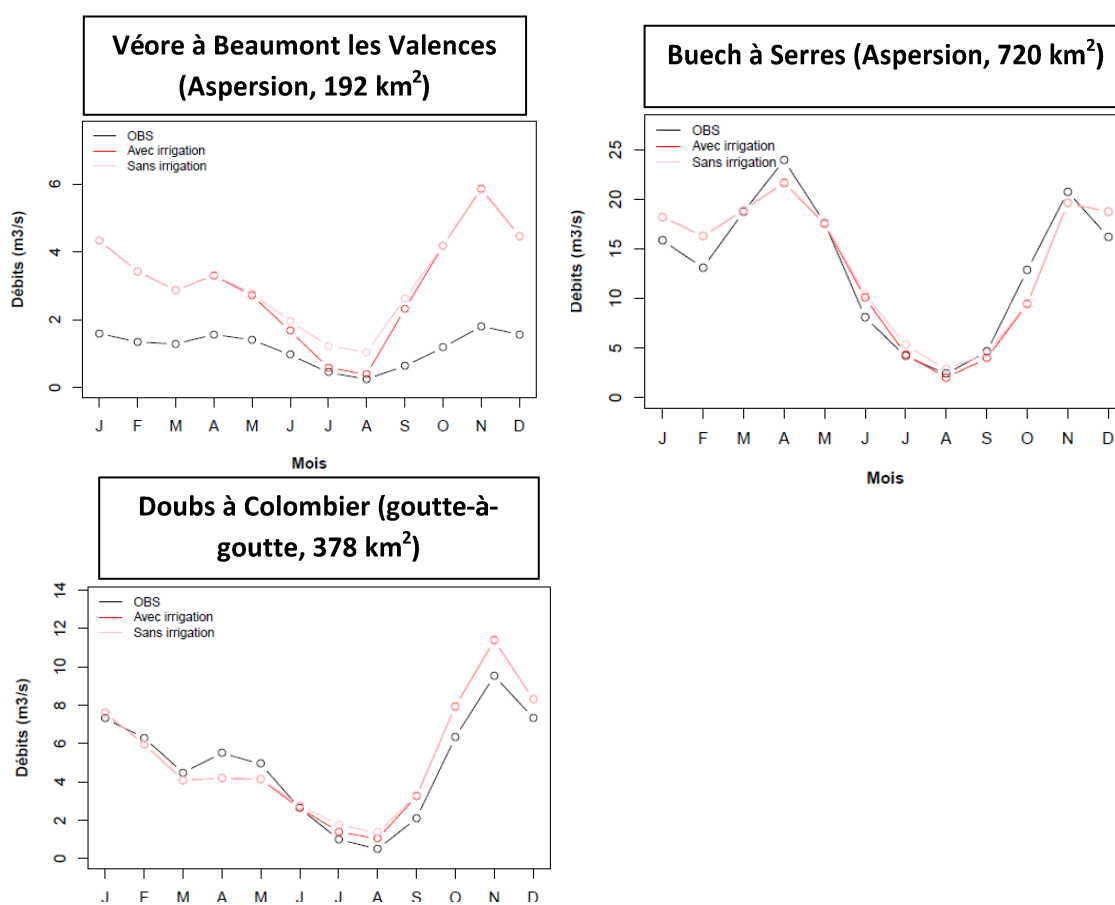 Véore à Beaumont les Valences
(Aspersion, 192 km²)
OBS
Avec irrigation
Sans irrigation
Débits (m3/s)
6
4
2
0
J F M A M J J A S O N D
Mois
Buech à Serres (Aspersion, 720 km²)
OBS
Avec irrigation
Sans irrigation
Débits (m3/s)
25
20
15
10
5
0
J F M A M J J A S O N D
Mois
Doubs à Colombier (goutte-à-
goutte, 378 km²)
OBS
Avec irrigation
Sans irrigation
Débits (m3/s)
14
12
10
8
6
4
2
0
J F M A M J J A S O N D